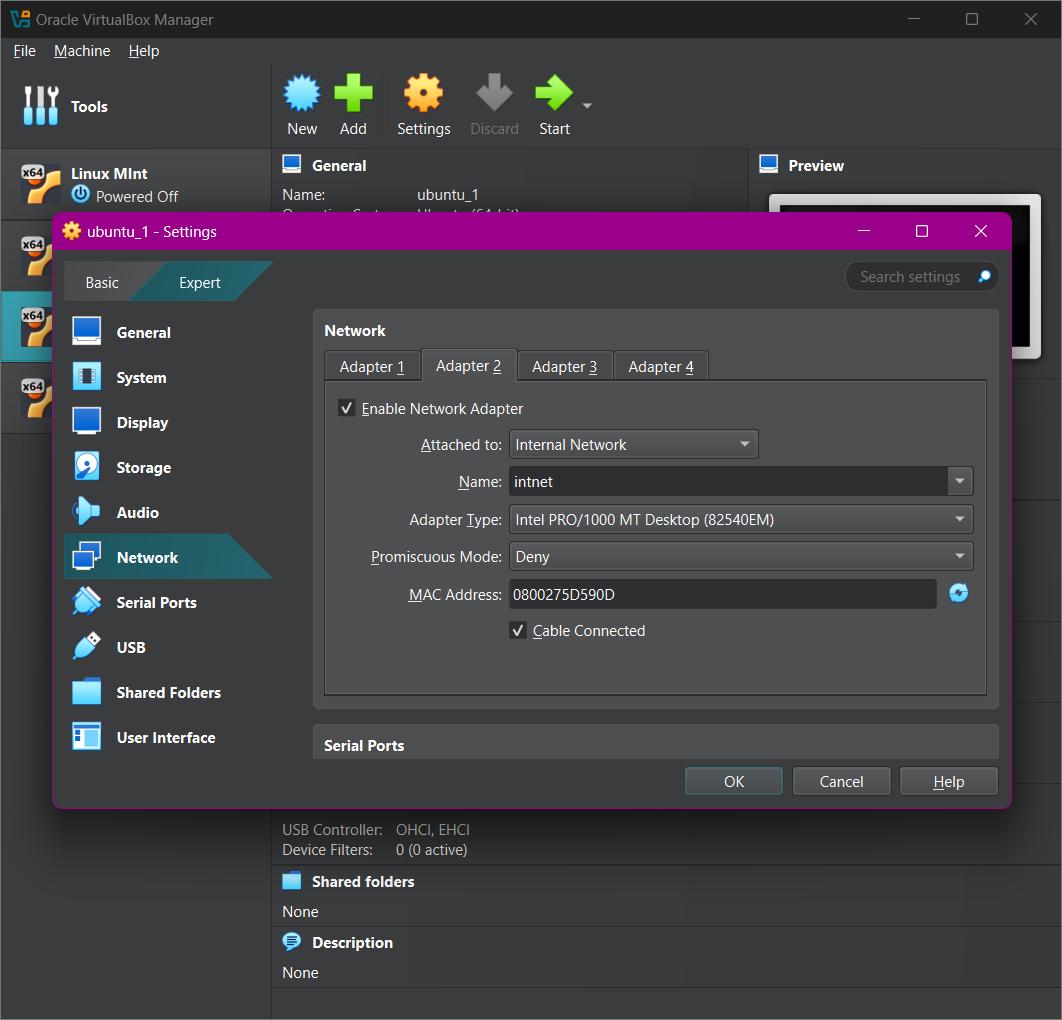 Oracle VirtualBox Manager
File Machine Help
Tools
New Add Settings Discard Start
x64 Linux MInt
Powered Off
General
Name: ubuntu_1
Preview
ubuntu_1 - Settings
x64
Basic Expert
Search settings
x64
x64
General
System
Display
Storage
Audio
Network
Serial Ports
USB
Shared Folders
User Interface
Network
Adapter 1 Adapter 2 Adapter 3 Adapter 4
Enable Network Adapter
Attached to: Internal Network
Name: intnet
Adapter Type: Intel PRO/1000 MT Desktop (82540EM)
Promiscuous Mode: Deny
MAC Address: 0800275D590D
Cable Connected
Serial Ports
OK Cancel Help
USB Controller: OHCI, EHCI
Device Filters: 0 (0 active)
Shared folders
None
Description
None